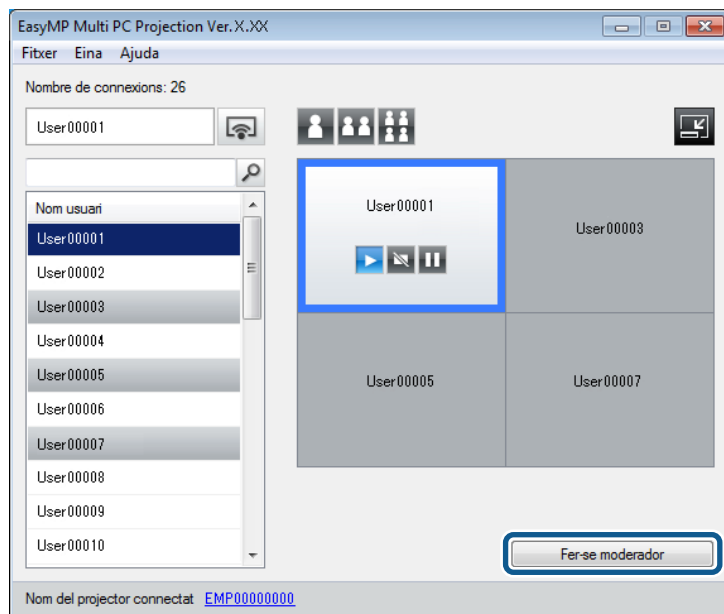 EasyMP Multi PC Projection Ver.X.XX
Fitxer Eina Ajuda
Nombre de connexions: 26
User00001
Nom usuari
User00001
User00002
User00003
User00004
User00005
User00006
User00007
User00008
User00009
User00010
User00001
User00003
User00005
User00007
Fer-se moderador
Nom del projector connectat EMP00000000